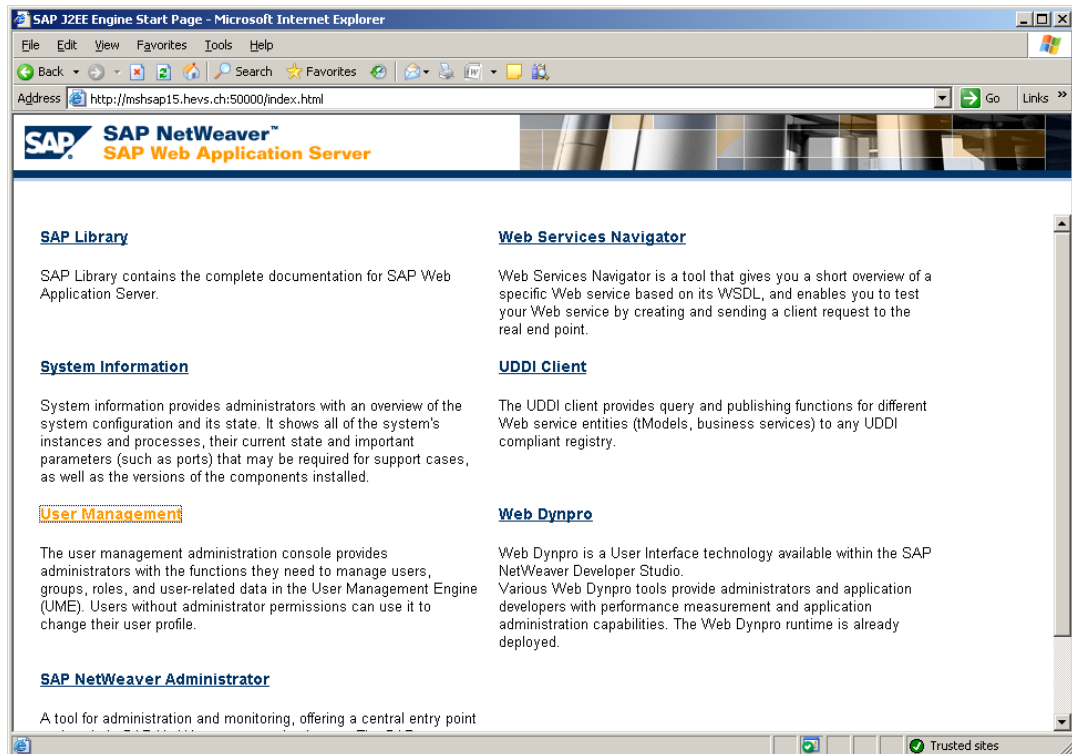 SAP J2EE Engine Start Page - Microsoft Internet Explorer
File Edit View Favorites Tools Help
Back Search Favorites
Address http://mshsap15.hevs.ch:50000/index.html Go Links »
SAP
SAP NetWeaver™
SAP Web Application Server
SAP Library
SAP Library contains the complete documentation for SAP Web
Application Server.
Web Services Navigator
Web Services Navigator is a tool that gives you a short overview of a
specific Web service based on its WSDL, and enables you to test
your Web service by creating and sending a client request to the
real end point.
System Information
System information provides administrators with an overview of the
system configuration and its state. It shows all of the system's
instances and processes, their current state and important
parameters (such as ports) that may be required for support cases,
as well as the versions of the components installed.
UDDI Client
The UDDI client provides query and publishing functions for different
Web service entities (tModels, business services) to any UDDI
compliant registry.
User Management
The user management administration console provides
administrators with the functions they need to manage users,
groups, roles, and user-related data in the User Management Engine
(UME). Users without administrator permissions can use it to
change their user profile.
Web Dynpro
Web Dynpro is a User Interface technology available within the SAP
NetWeaver Developer Studio.
Various Web Dynpro tools provide administrators and application
developers with performance measurement and application
administration capabilities. The Web Dynpro runtime is already
deployed.
SAP NetWeaver Administrator
A tool for administration and monitoring, offering a central entry point
Trusted sites